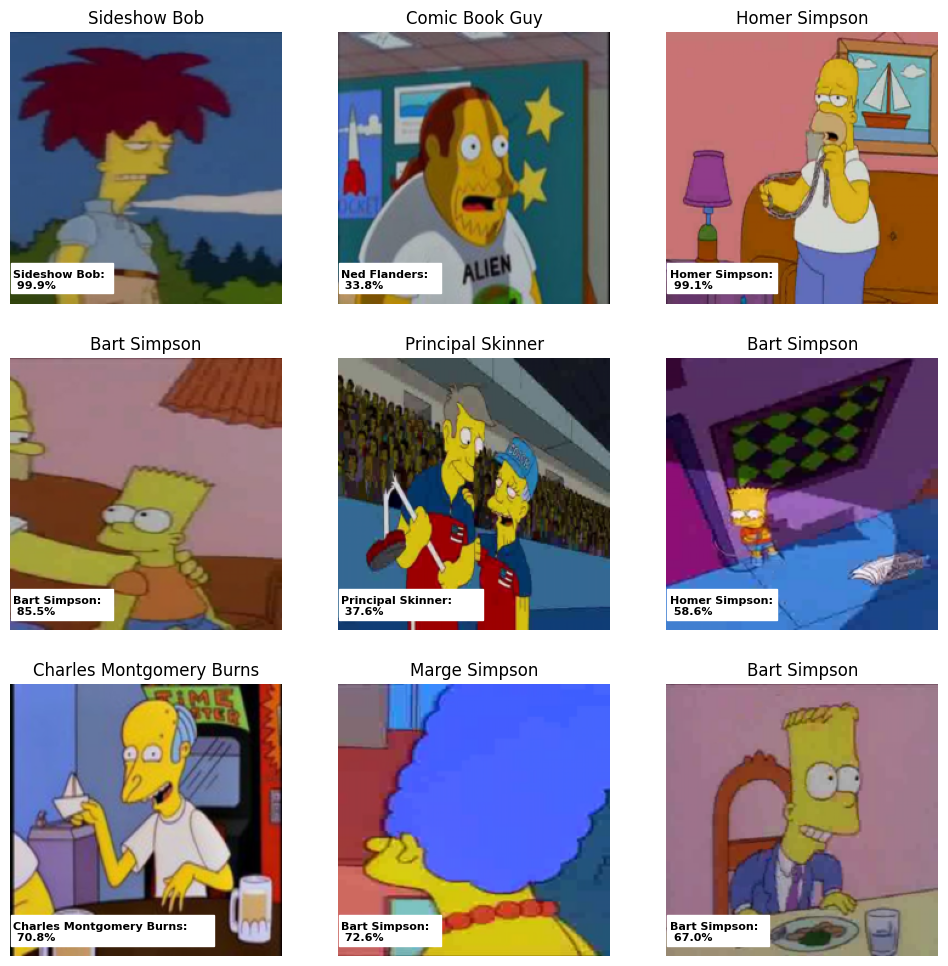 Sideshow Bob
Comic Book Guy
Homer Simpson
ALIEN
Sideshow Bob:
99.9%
Ned Flanders:
33.8%
Homer Simpson:
99.1%
Bart Simpson
Principal Skinner
Bart Simpson
Bart Simpson:
85.5%
Principal Skinner:
37.6%
Homer Simpson:
58.6%
Charles Montgomery Burns
Marge Simpson
Bart Simpson
TIME
Charles Montgomery Burns:
70.8%
Bart Simpson:
72.6%
Bart Simpson:
67.0%